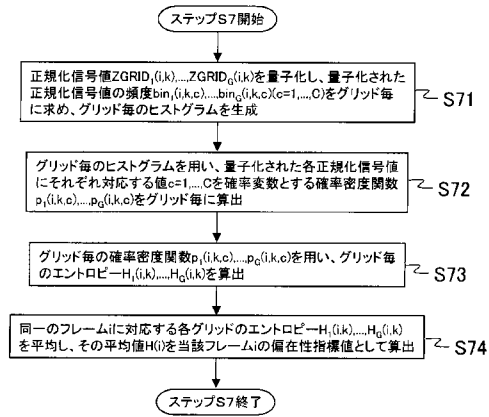 ステップS7開始
正規化信号値ZGRID₁(i,k),...,ZGRID_G(i,k)を量子化し、量子化された
正規化信号値の頻度bin₁(i,k,c),...,bin_G(i,k,c)(c=1,...,C)をグリッド毎
に求め、グリッド毎のヒストグラムを生成
S71
グリッド毎のヒストグラムを用い、量子化された各正規化信号値
にそれぞれ対応する値c=1,...,Cを確率変数とする確率密度関数
p₁(i,k,c),...,p_G(i,k,c)をグリッド毎に算出
S72
グリッド毎の確率密度関数p₁(i,k,c),...,p_G(i,k,c)を用い、グリッド毎
のエントロピーH₁(i,k),...,H_G(i,k)を算出
S73
同一のフレームiに対応する各グリッドのエントロピーH₁(i,k),...,H_G(i,k)
を平均し、その平均値H(i)を当該フレームiの偏在性指標値として算出
S74
ステップS7終了